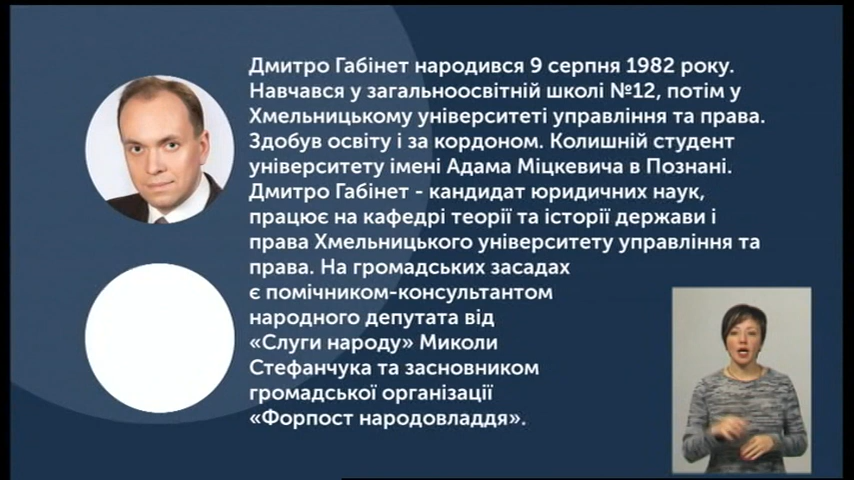 Дмитро Габінет народився 9 серпня 1982 року.
Навчався у загальноосвітній школі №12, потім у
Хмельницькому університеті управління та права.
Здобув освіту і за кордоном. Колишній студент
університету імені Адама Міцкевича в Познані.
Дмитро Габінет - кандидат юридичних наук,
працює на кафедрі теорії та історії держави і
права Хмельницького університету управління та
права. На громадських засадах
є помічником-консультантом
народного депутата від
«Слуги народу» Миколи
Стефанчука та засновником
громадської організації
«Форпост народовладдя».